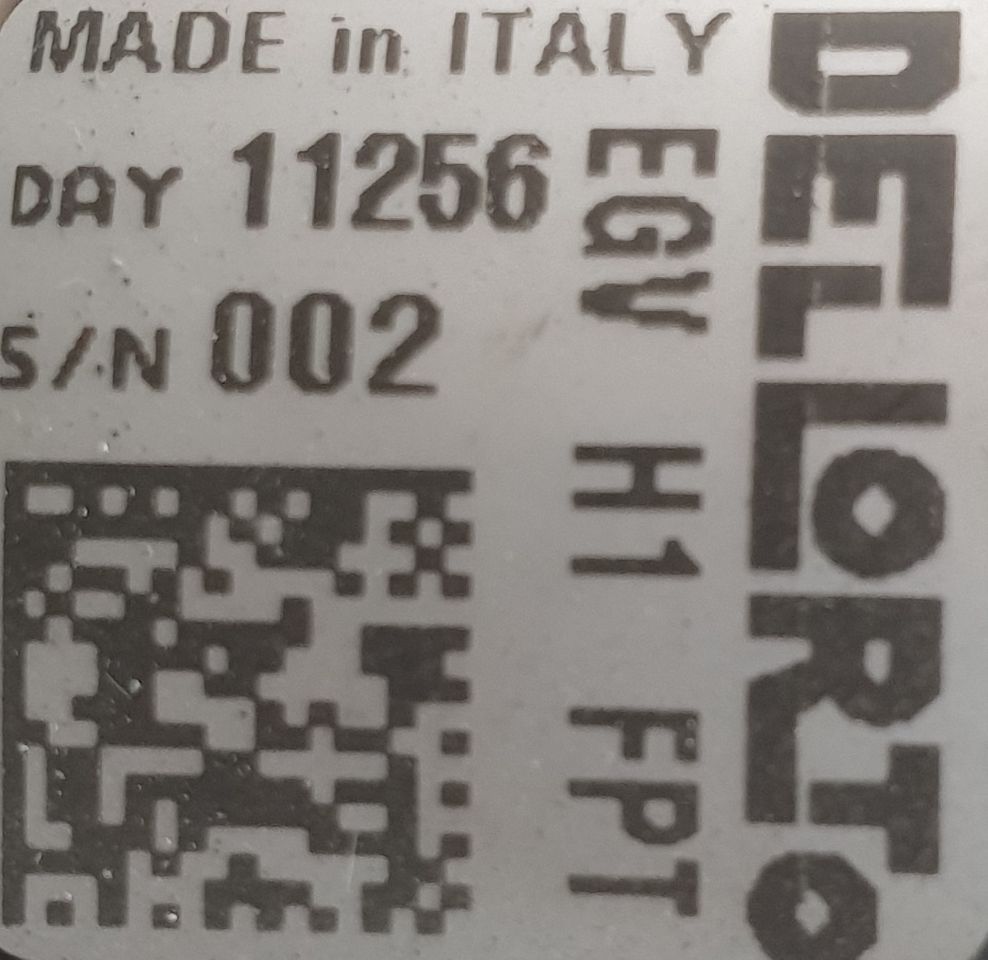 MADE in ITALY
DAY 11256
S/N 002
EGV H1 FPT
DELLORTO